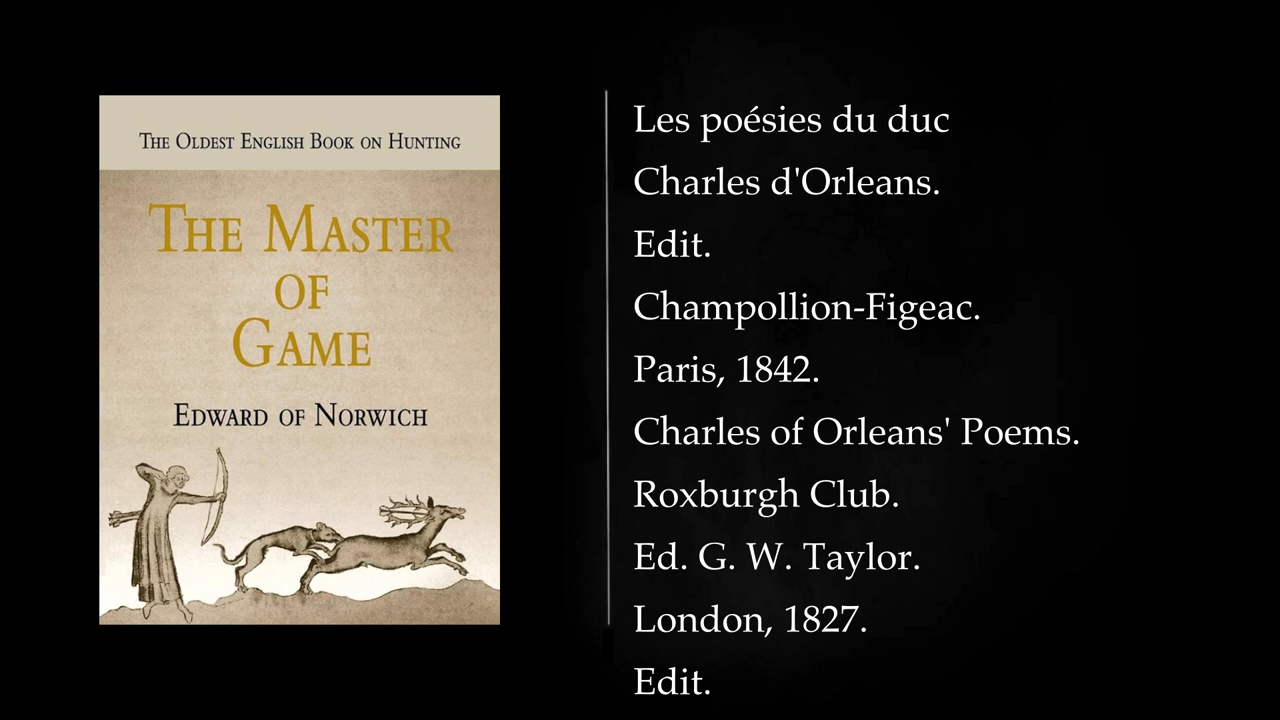 The Oldest English Book on Hunting
The Master
of
Game
Edward of Norwich
Les poésies du duc
Charles d'Orleans.
Edit.
Champollion-Figeac.
Paris, 1842.
Charles of Orleans' Poems.
Roxburgh Club.
Ed. G. W. Taylor.
London, 1827.
Edit.